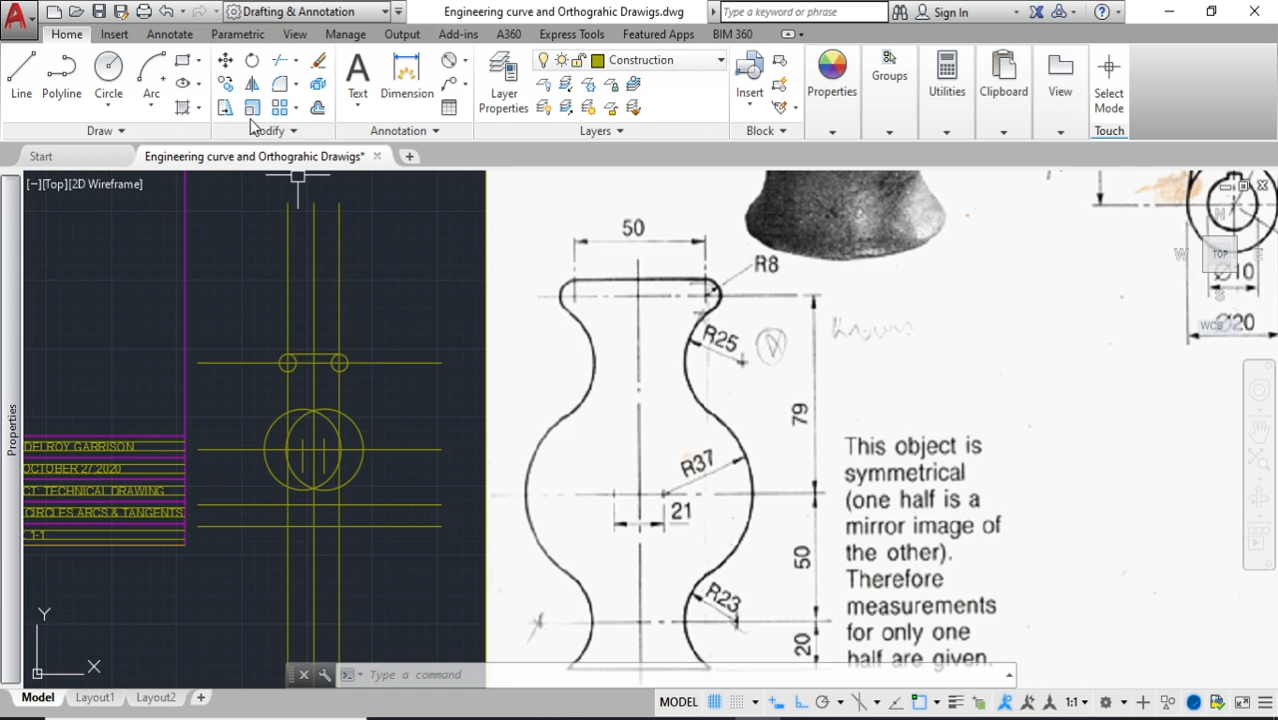 Drafting & Annotation
Engineering curve and Orthograhic Drawigs.dwg
Type a keyword or phrase
Sign In
Home
Insert
Annotate
Parametric
View
Manage
Output
Add-ins
A360
Express Tools
Featured Apps
BIM 360
Construction
Line
Polyline
Circle
Arc
Text
Dimension
Layer
Properties
Insert
Properties
Groups
Utilities
Clipboard
View
Select
Mode
Draw
Modify
Annotation
Layers
Block
Touch
Start
Engineering curve and Orthograhic Drawigs*
[−][Top][2D Wireframe]
50
R8
R25
79
R37
21
50
R23
20
This object is
symmetrical
(one half is a
mirror image of
the other).
Therefore
measurements
for only one
half are given.
N
W
TOP
S
Ø10
WCS
Ø20
DELROY GARRISON
OCTOBER 27,2020
CT: TECHNICAL DRAWING
CIRCLES ARCS & TANGENTS
1-1
Properties
Y
X
Type a command
Model
Layout1
Layout2
MODEL
1:1